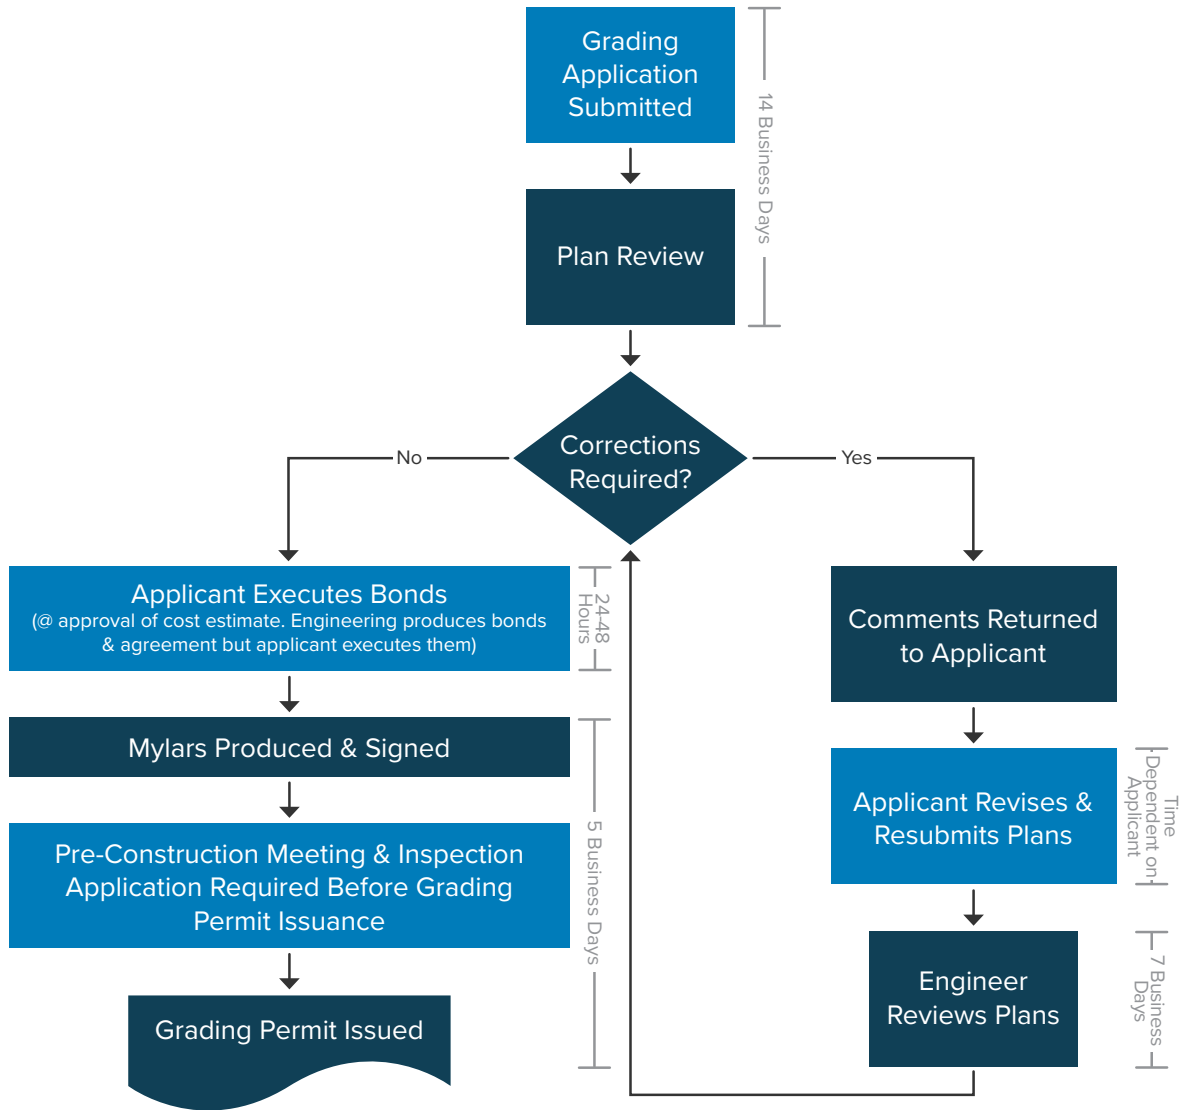 Grading
Application
Submitted
14 Business Days
Plan Review
Corrections
Required?
No
Yes
Applicant Executes Bonds
(@ approval of cost estimate. Engineering produces bonds
& agreement but applicant executes them)
24-48
Hours
Mylars Produced & Signed
Pre-Construction Meeting & Inspection
Application Required Before Grading
Permit Issuance
Grading Permit Issued
5 Business Days
Comments Returned
to Applicant
Applicant Revises &
Resubmits Plans
Time
Dependent on
Applicant
Engineer
Reviews Plans
7 Business
Days